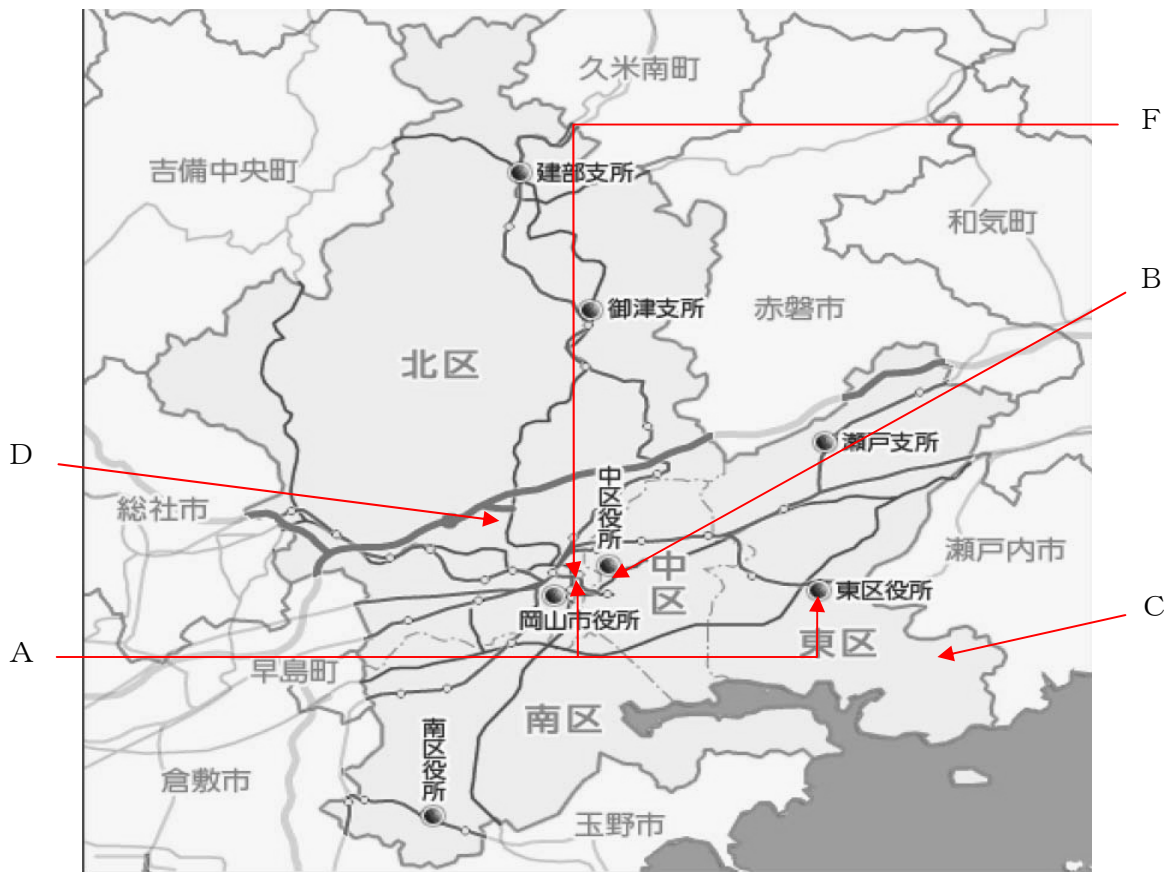 久米南町
F
吉備中央町
建部支所
和気町
B
御津支所
赤磐市
北区
瀬戸支所
D
中区役所
総社市
瀬戸内市
中区
東区役所
岡山市役所
C
東区
A
早島町
南区
南区役所
倉敷市
玉野市